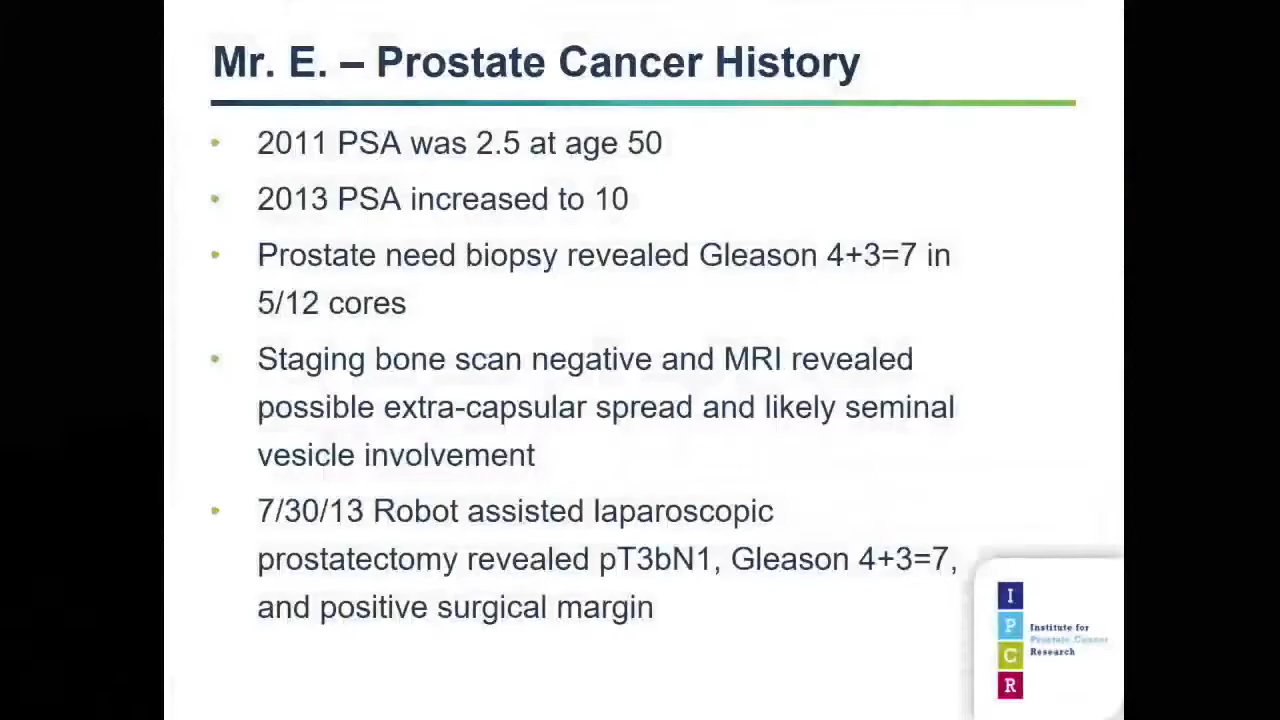 Mr. E. – Prostate Cancer History
• 2011 PSA was 2.5 at age 50
• 2013 PSA increased to 10
• Prostate need biopsy revealed Gleason 4+3=7 in
5/12 cores
• Staging bone scan negative and MRI revealed
possible extra-capsular spread and likely seminal
vesicle involvement
• 7/30/13 Robot assisted laparoscopic
prostatectomy revealed pT3bN1, Gleason 4+3=7,
and positive surgical margin
I
P
C
R
Institute for
Prostate Cancer
Research